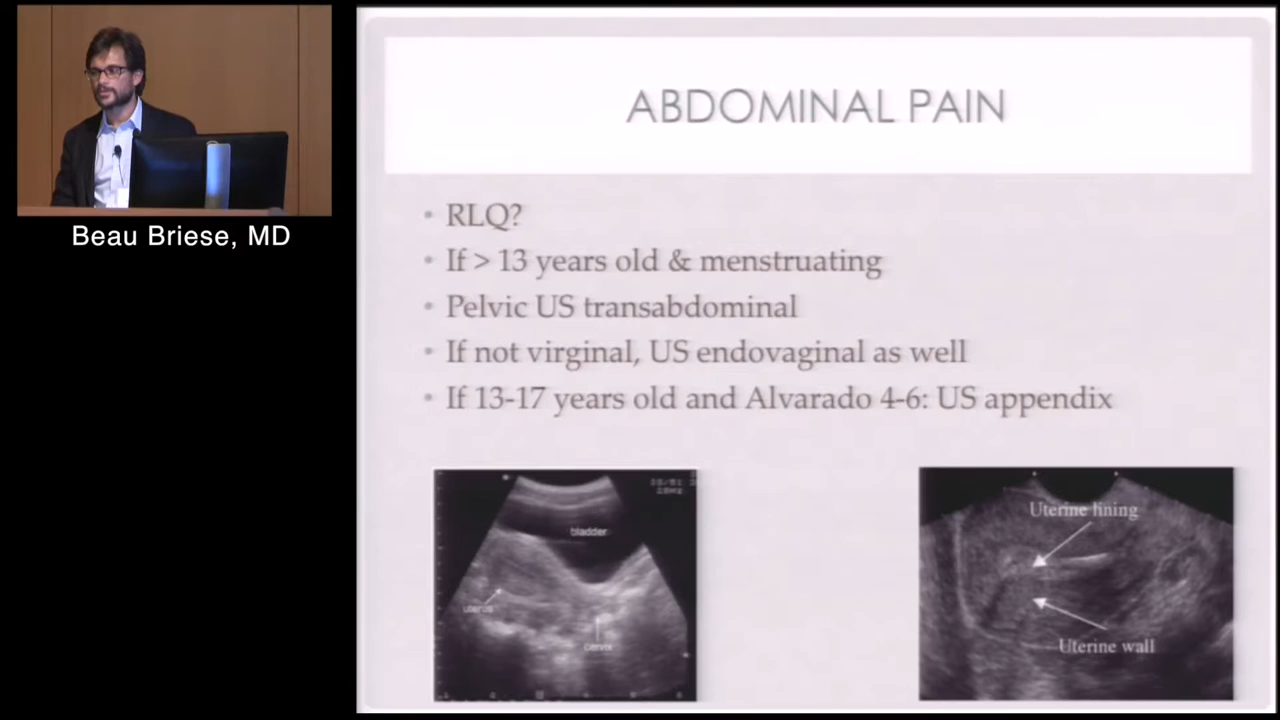 Beau Briese, MD
ABDOMINAL PAIN
• RLQ?
• If > 13 years old & menstruating
• Pelvic US transabdominal
• If not virginal, US endovaginal as well
• If 13-17 years old and Alvarado 4-6: US appendix
bladder
uterus
cervix
Uterine lining
Uterine wall